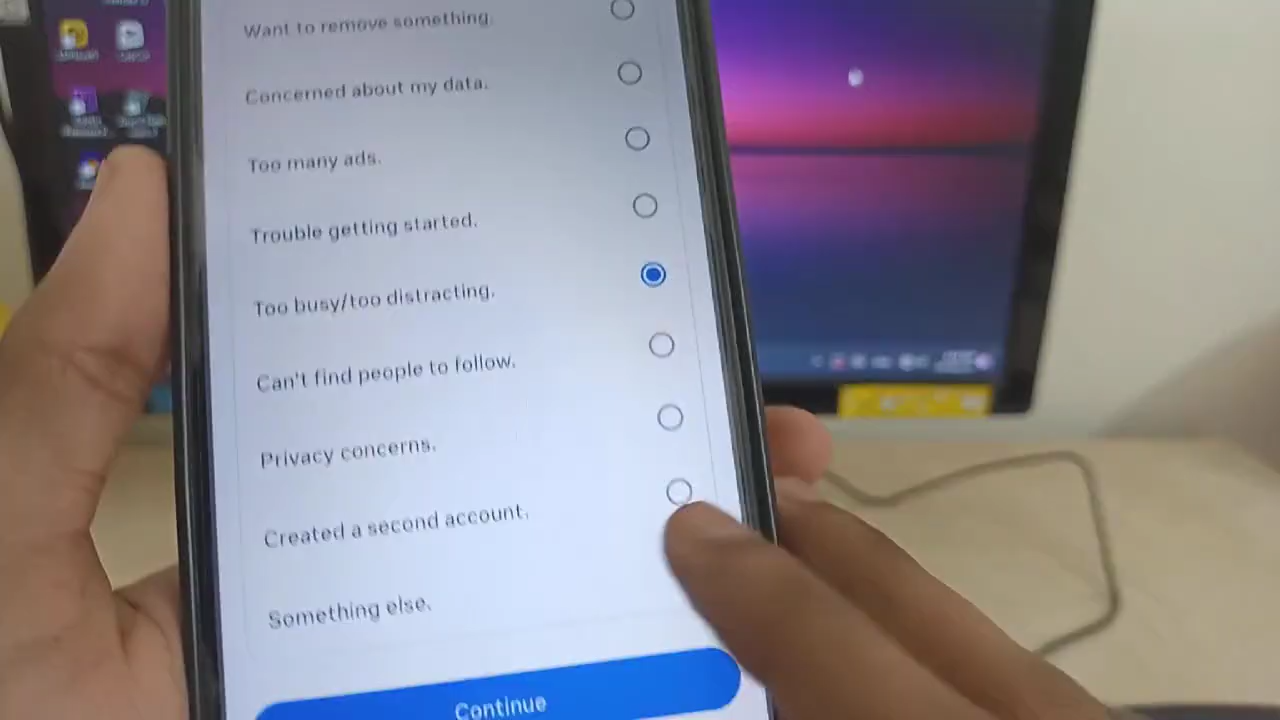 Want to remove something.
Concerned about my data.
Too many ads.
Trouble getting started.
Too busy/too distracting.
Can't find people to follow.
Privacy concerns.
Created a second account.
Something else.
Continue